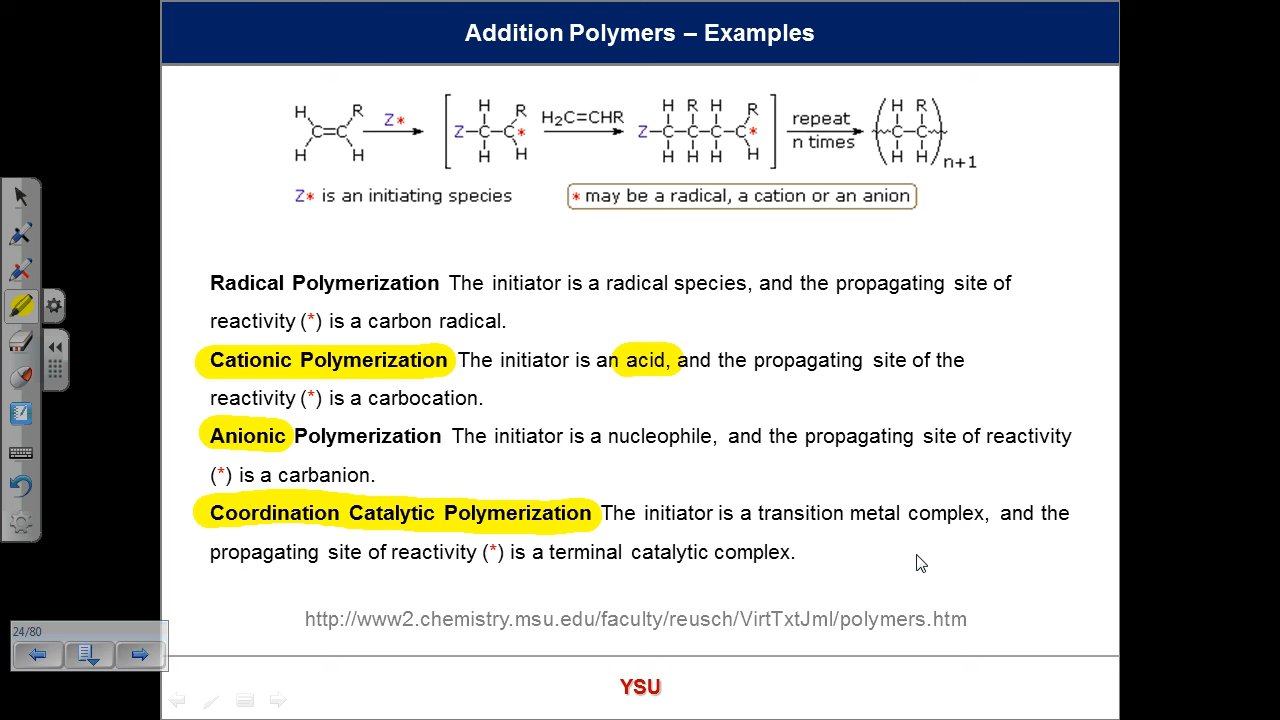 Addition Polymers – Examples
H R Z* H R H₂C=CHR H R H R repeat H R
C=C Z–C–C* Z–C–C–C–C* n times C–C
H H H H H H H H H H n+1
Z* is an initiating species * may be a radical, a cation or an anion
Radical Polymerization The initiator is a radical species, and the propagating site of
reactivity (*) is a carbon radical.
Cationic Polymerization The initiator is an acid, and the propagating site of the
reactivity (*) is a carbocation.
Anionic Polymerization The initiator is a nucleophile, and the propagating site of reactivity
(*) is a carbanion.
Coordination Catalytic Polymerization The initiator is a transition metal complex, and the
propagating site of reactivity (*) is a terminal catalytic complex.
http://www2.chemistry.msu.edu/faculty/reusch/VirtTxtJml/polymers.htm
24/80
YSU